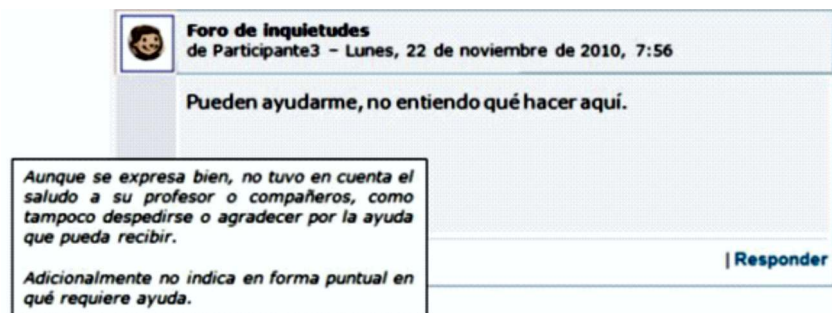 Foro de inquietudes
de Participante3 - Lunes, 22 de noviembre de 2010, 7:56
Pueden ayudarme, no entiendo qué hacer aquí.
Aunque se expresa bien, no tuvo en cuenta el
saludo a su profesor o compañeros, como
tampoco despedirse o agradecer por la ayuda
que pueda recibir.
Adicionalmente no indica en forma puntual en
qué requiere ayuda.
| Responder